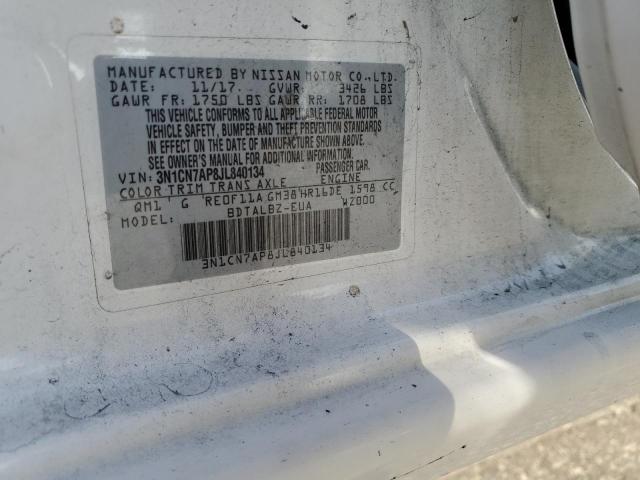 MANUFACTURED BY NISSAN MOTOR CO.,LTD.
DATE: 11/17 GVWR: 3426 LBS
GAWR FR: 1750 LBS GAWR RR: 1708 LBS
THIS VEHICLE CONFORMS TO ALL APPLICABLE FEDERAL MOTOR
VEHICLE SAFETY, BUMPER AND THEFT PREVENTION STANDARDS
IN EFFECT ON THE DATE OF MANUFACTURE SHOWN ABOVE.
SEE OWNER'S MANUAL FOR ADDITIONAL INFORMATION.
VIN: 3N1CN7AP8JL840134 PASSENGER CAR.
COLOR TRIM TRANS AXLE ENGINE
QM1 G RE0F11A GM38 HR16DE 1598 CC
MODEL: BDTALBZ-EUA W2000
3N1CN7AP8JL840134